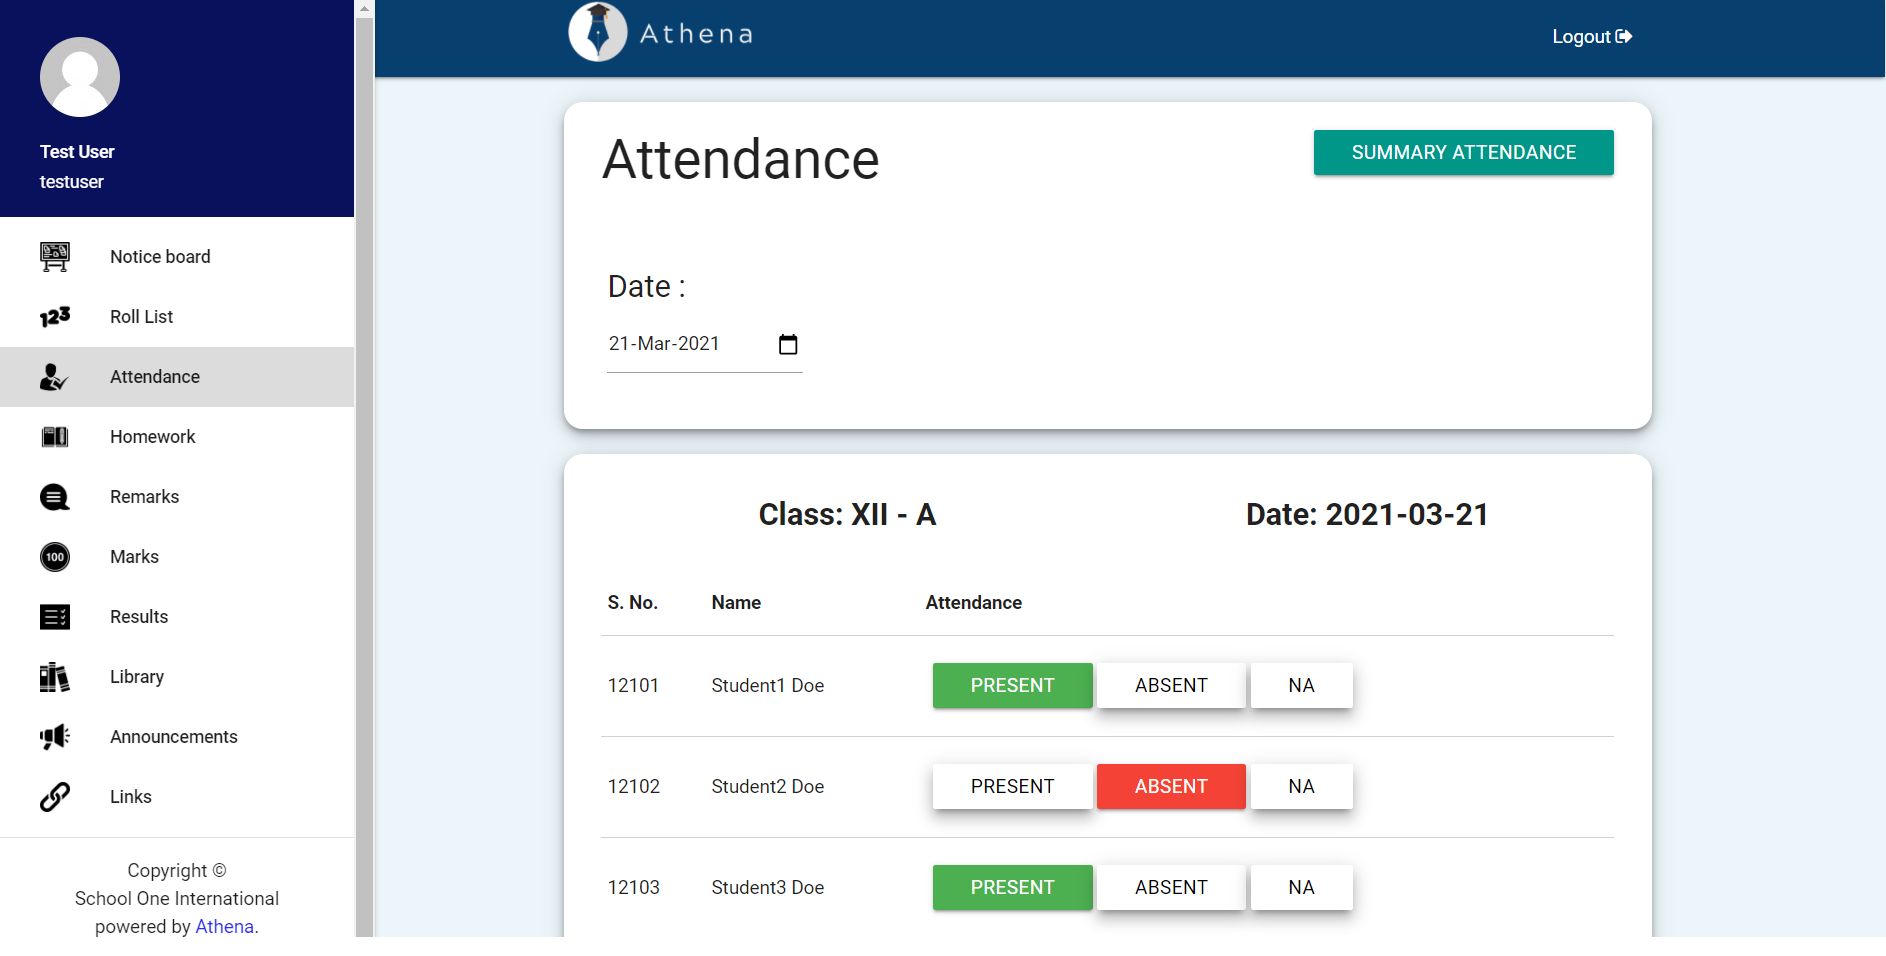 Test User
testuser
Notice board
123
Roll List
Attendance
Homework
Remarks
100
Marks
Results
Library
Announcements
Links
Copyright ©
School One International
powered by Athena.
Athena
Logout
Attendance
SUMMARY ATTENDANCE
Date :
21-Mar-2021
Class: XII - A
Date: 2021-03-21
S. No. Name Attendance
12101 Student1 Doe PRESENT ABSENT NA
12102 Student2 Doe PRESENT ABSENT NA
12103 Student3 Doe PRESENT ABSENT NA